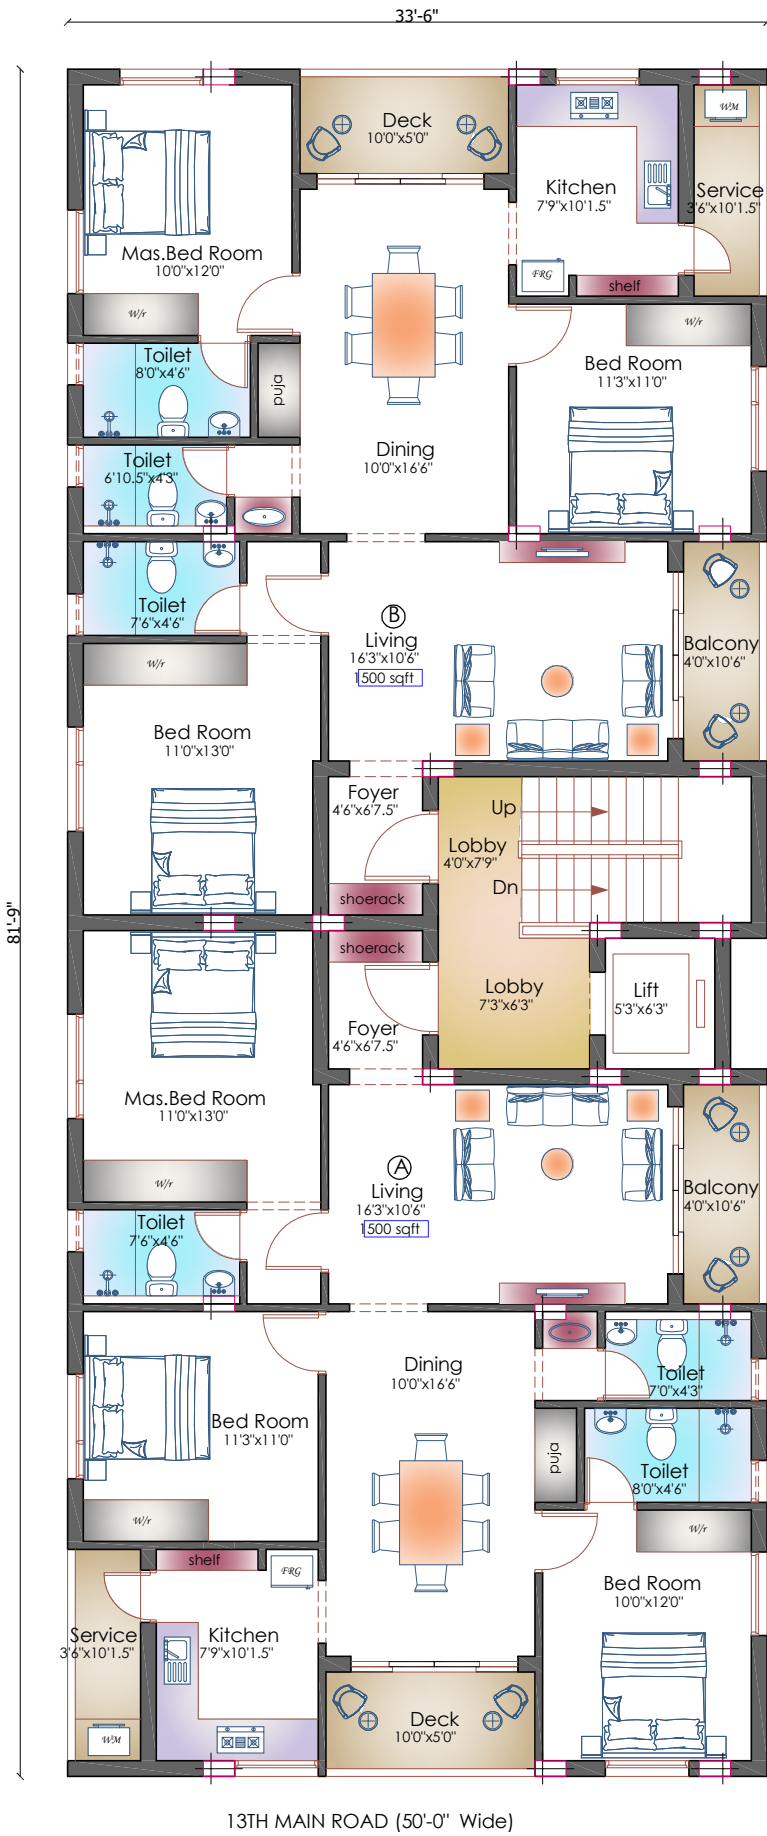 33'-6"
81'-9"
Deck
10'0"x5'0"
WM
Kitchen
7'9"x10'1.5"
Service
3'6"x10'1.5"
Mas.Bed Room
10'0"x12'0"
FRG
shelf
W/r
W/r
Toilet
8'0"x4'6"
puja
Bed Room
11'3"x11'0"
Dining
10'0"x16'6"
Toilet
6'10.5"x4'3"
Toilet
7'6"x4'6"
B
Living
16'3"x10'6"
1500 sqft
Balcony
4'0"x10'6"
W/r
Bed Room
11'0"x13'0"
Foyer
4'6"x6'7.5"
Up
Lobby
4'0"x7'9"
Dn
shoerack
shoerack
Lobby
7'3"x6'3"
Lift
5'3"x6'3"
Foyer
4'6"x6'7.5"
Mas.Bed Room
11'0"x13'0"
W/r
A
Living
16'3"x10'6"
1500 sqft
Balcony
4'0"x10'6"
Toilet
7'6"x4'6"
Dining
10'0"x16'6"
Toilet
7'0"x4'3"
Bed Room
11'3"x11'0"
puja
Toilet
8'0"x4'6"
W/r
W/r
shelf
FRG
Bed Room
10'0"x12'0"
Service
3'6"x10'1.5"
Kitchen
7'9"x10'1.5"
Deck
10'0"x5'0"
WM
13TH MAIN ROAD (50'-0" Wide)